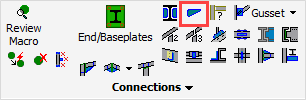 Review
Macro
End/Baseplates
Gusset
Connections